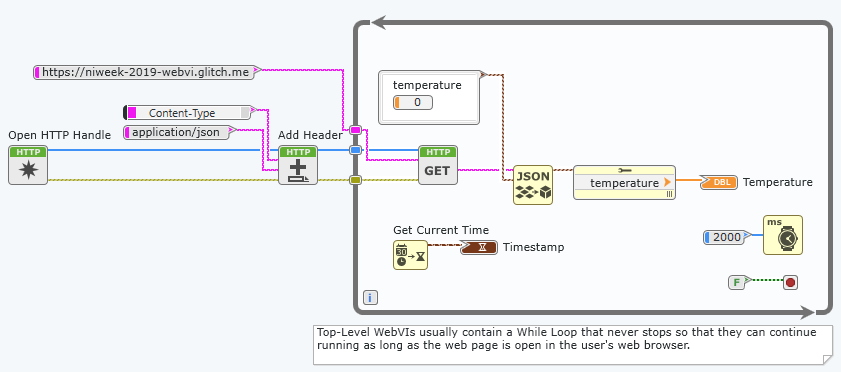 https://niweek-2019-webvi.glitch.me
temperature
0
Content-Type
application/json
Open HTTP Handle
Add Header
HTTP
HTTP
HTTP
GET
JSON
temperature
DBL
Temperature
Get Current Time
30
Timestamp
ms
2000
F
i
Top-Level WebVIs usually contain a While Loop that never stops so that they can continue
running as long as the web page is open in the user's web browser.